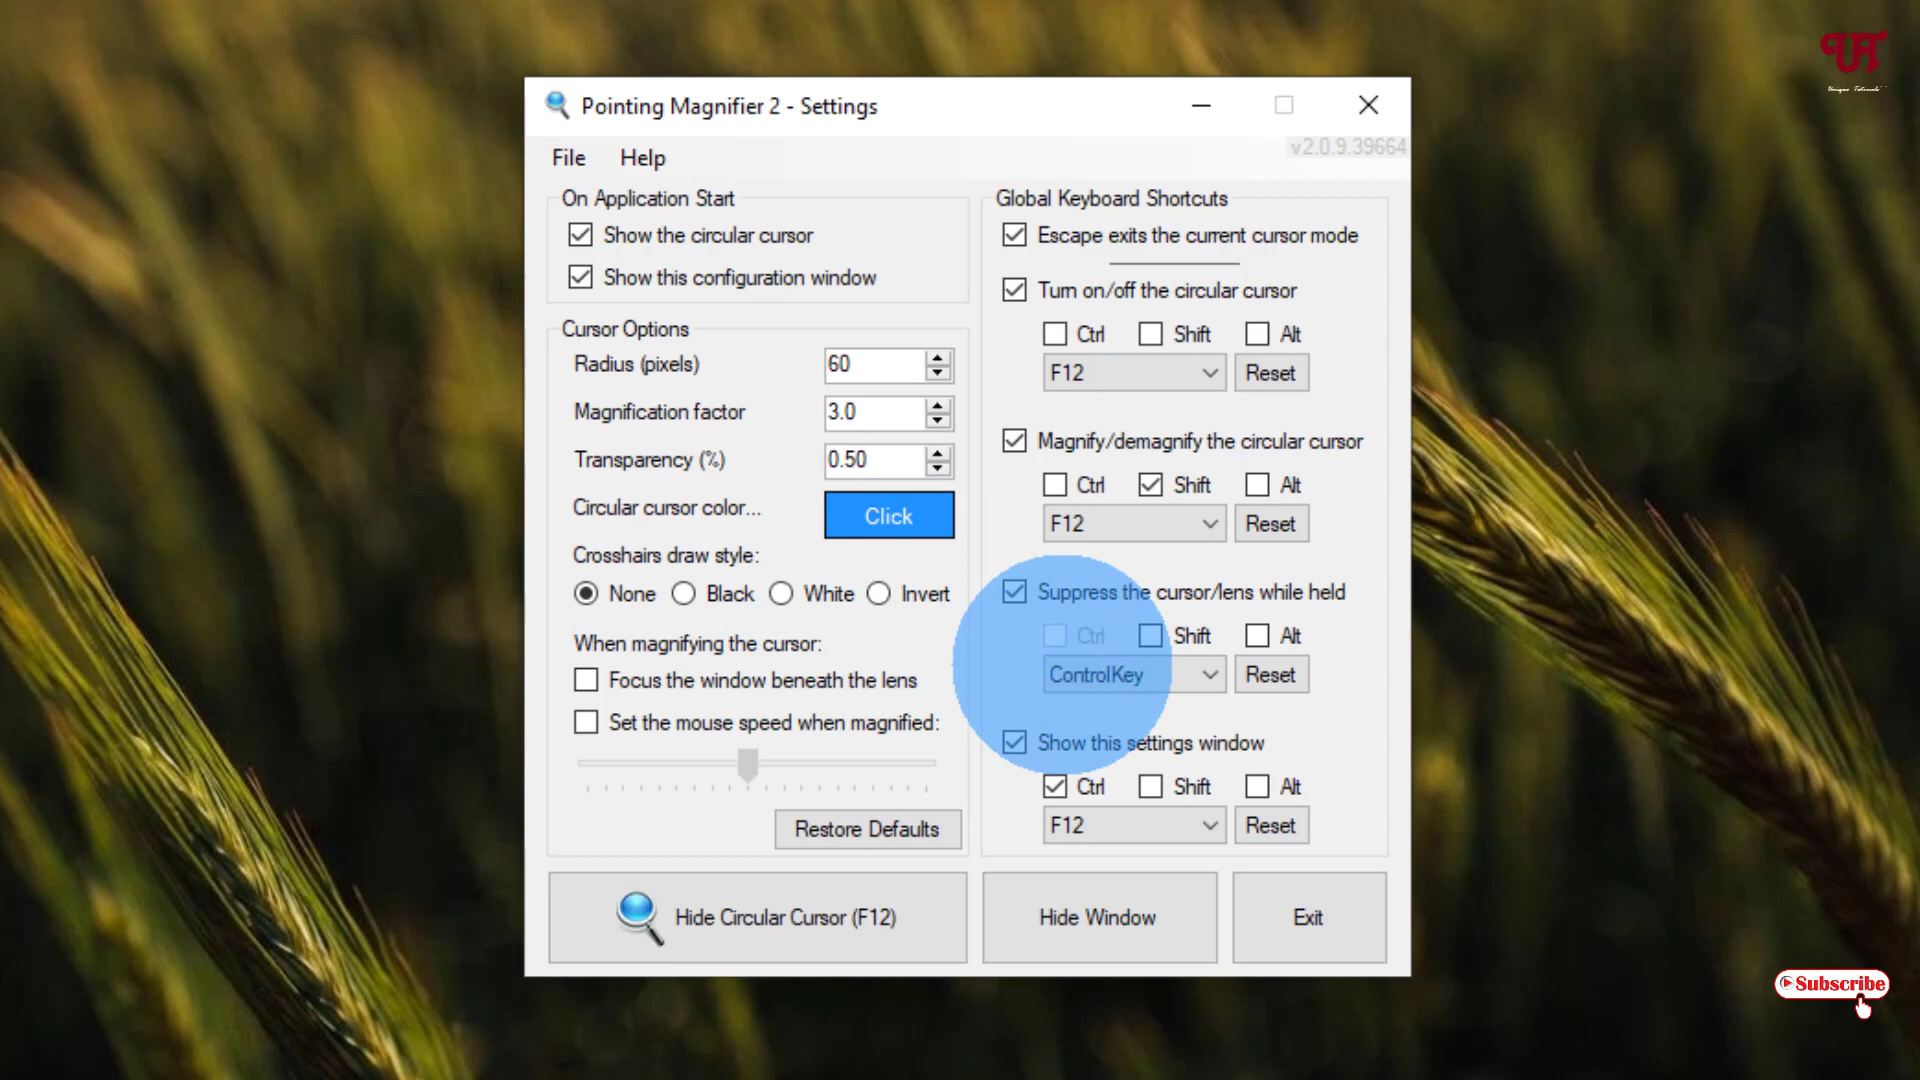 Pointing Magnifier 2 - Settings
File Help
v2.0.9.39664
On Application Start
Show the circular cursor
Show this configuration window
Cursor Options
Radius (pixels) 60
Magnification factor 3.0
Transparency (%) 0.50
Circular cursor color... Click
Crosshairs draw style:
None Black White Invert
When magnifying the cursor:
Focus the window beneath the lens
Set the mouse speed when magnified:
Restore Defaults
Global Keyboard Shortcuts
Escape exits the current cursor mode
Turn on/off the circular cursor
Ctrl Shift Alt
F12 Reset
Magnify/demagnify the circular cursor
Ctrl Shift Alt
F12 Reset
Suppress the cursor/lens while held
Ctrl Shift Alt
ControlKey Reset
Show this settings window
Ctrl Shift Alt
F12 Reset
Hide Circular Cursor (F12) Hide Window Exit
UT
Unique Tutorials
Subscribe